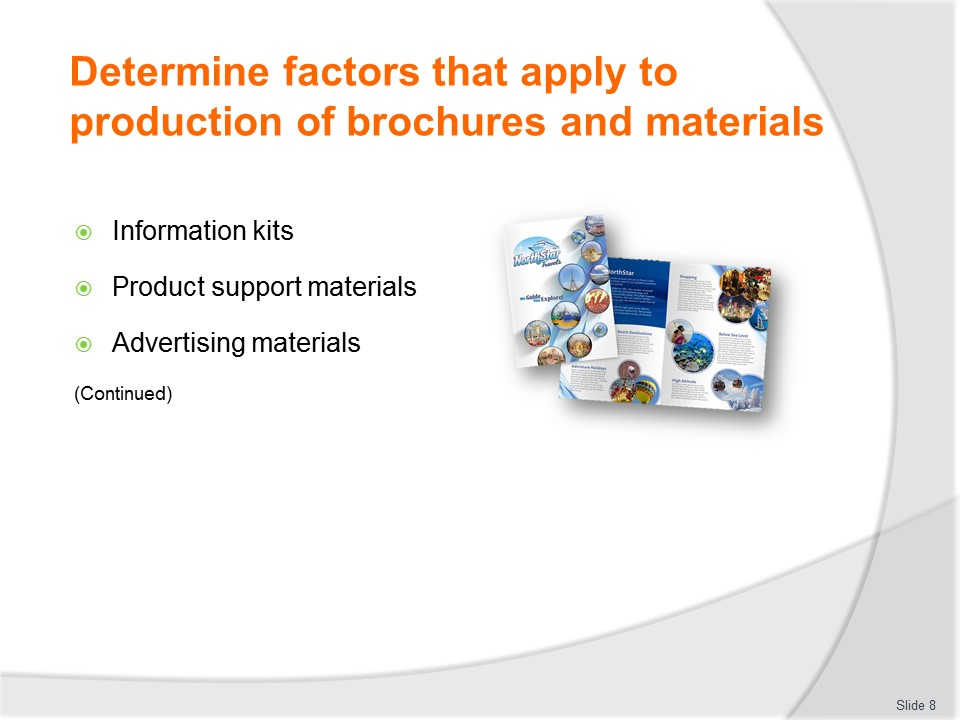 Determine factors that apply to
production of brochures and materials
Information kits
Product support materials
Advertising materials
(Continued)
NorthStar
Travels
We Guide
You Explore!
NorthStar
Shopping
Beach Destinations
Below Sea Level
Adventure Holidays
High Altitude
Slide 8